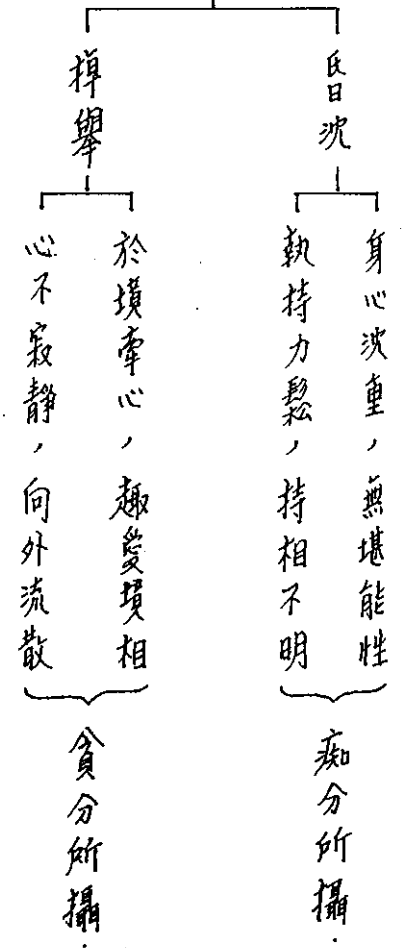 昏沈
身心沈重，無堪能性
執持力鬆，持相不明
痴分所攝.
掉舉
於境牽心，趣愛境相
心不寂靜，向外流散
貪分所攝.